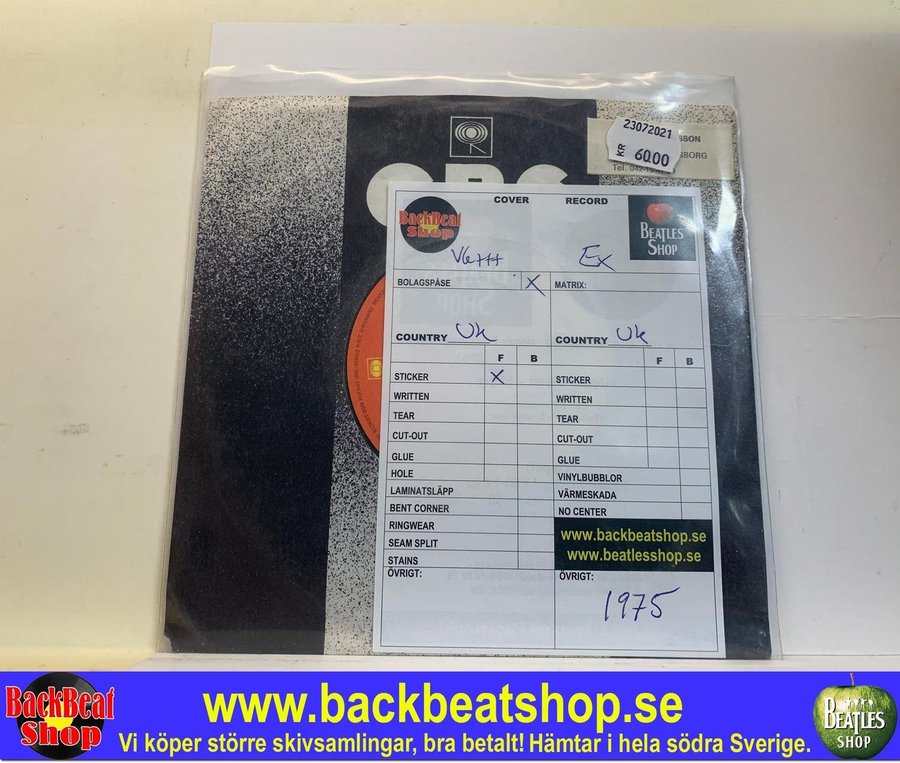 23072021
KR 6000
SSON
GBORG
Tel. 042-
CBS
COVER RECORD
BackBeat Shop
BEATLES SHOP
VG+++ Ex
BOLAGSPÅSE X MATRIX:
COUNTRY Uk COUNTRY Uk
F B F B
STICKER X STICKER
WRITTEN WRITTEN
TEAR TEAR
CUT-OUT CUT-OUT
GLUE GLUE
HOLE VINYLBUBBLOR
LAMINATSLÄPP VÄRMESKADA
BENT CORNER NO CENTER
RINGWEAR
SEAM SPLIT
STAINS
www.backbeatshop.se
www.beatlesshop.se
ÖVRIGT: ÖVRIGT:
1975
BackBeat Shop
www.backbeatshop.se
Vi köper större skivsamlingar, bra betalt! Hämtar i hela södra Sverige.
BEATLES SHOP